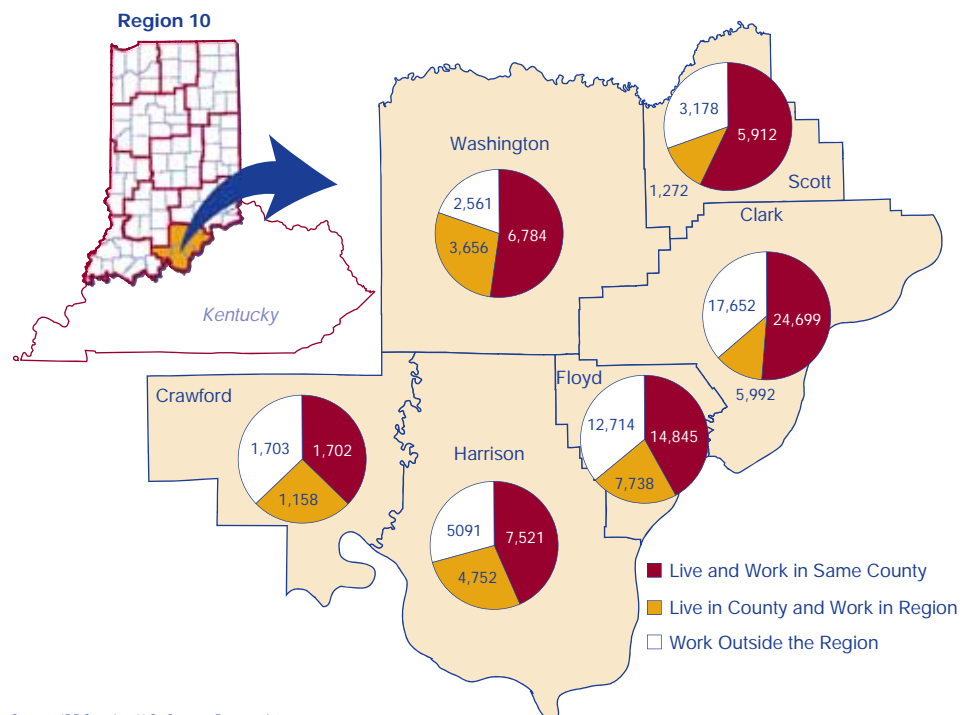 Region 10
Kentucky
Washington
2,561
6,784
3,656
3,178
5,912
1,272
Scott
Clark
17,652
24,699
5,992
Floyd
12,714
14,845
7,738
Crawford
1,703
1,702
1,158
Harrison
5091
7,521
4,752
Live and Work in Same County
Live in County and Work in Region
Work Outside the Region